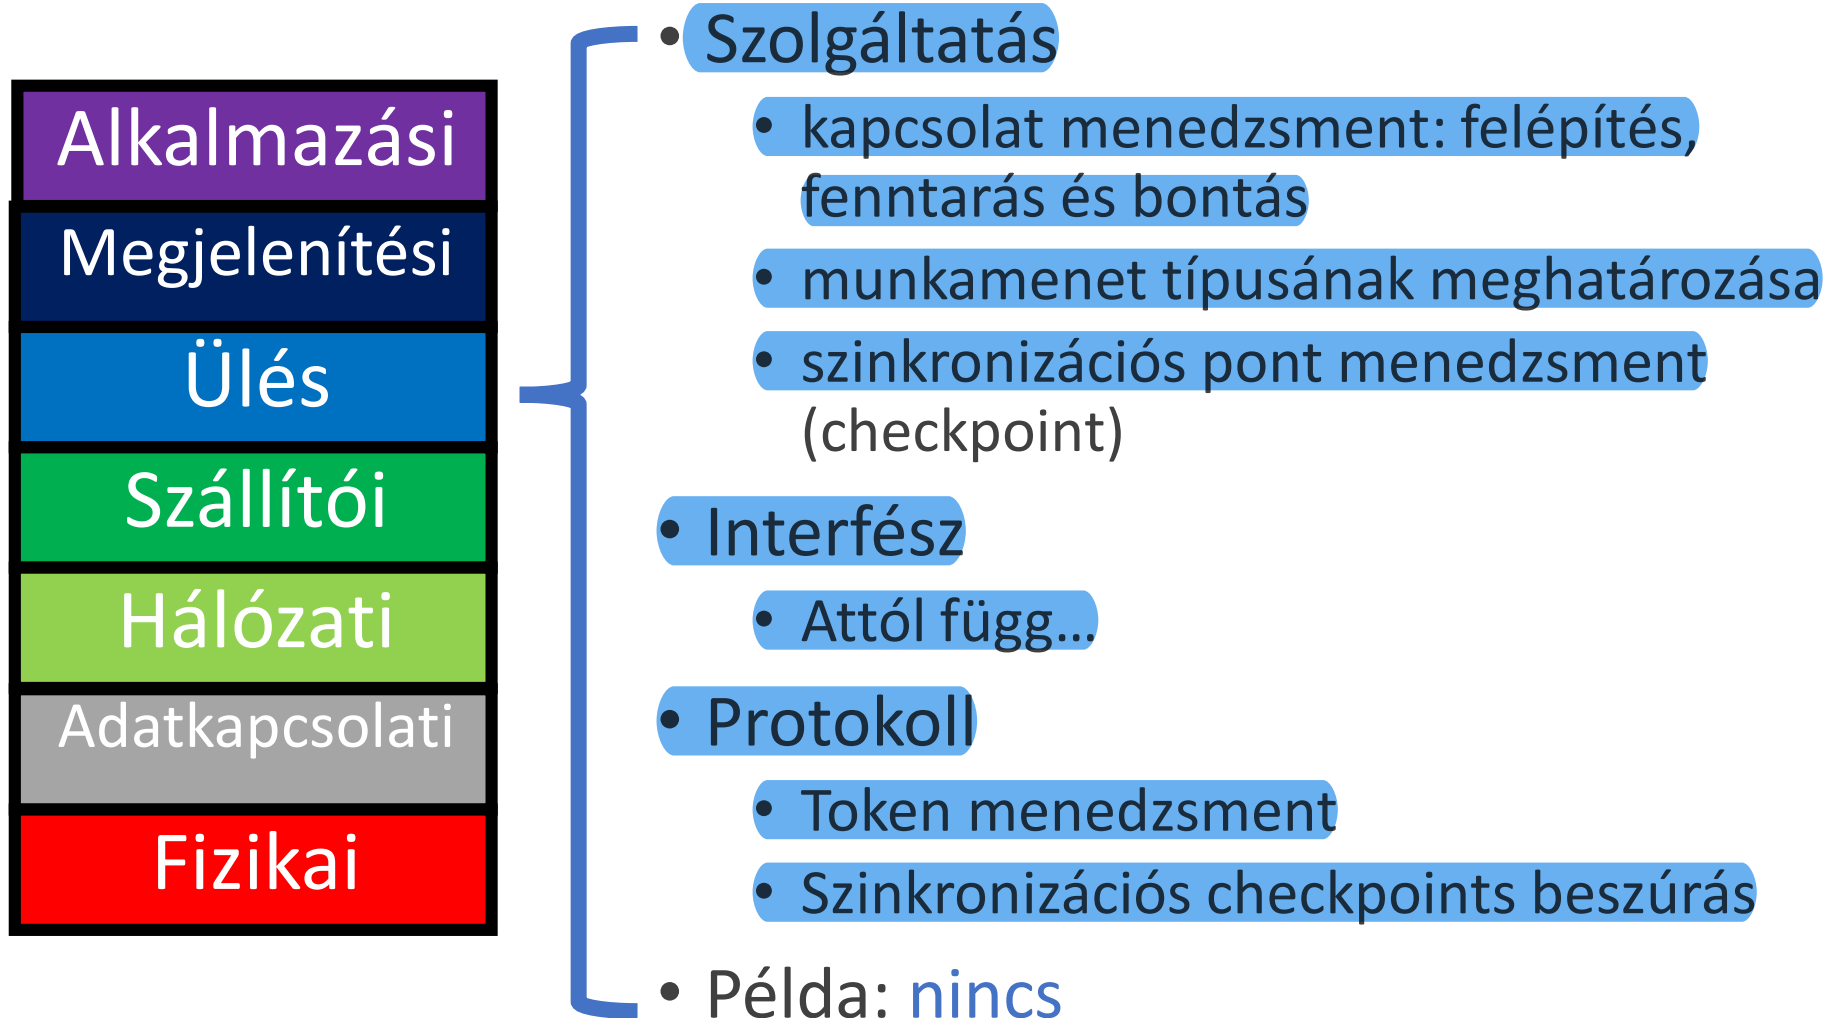 Alkalmazási
Megjelenítési
Ülés
Szállítói
Hálózati
Adatkapcsolati
Fizikai
• Szolgáltatás
• kapcsolat menedzsment: felépítés,
fenntarás és bontás
• munkamenet típusának meghatározása
• szinkronizációs pont menedzsment
(checkpoint)
• Interfész
• Attól függ…
• Protokoll
• Token menedzsment
• Szinkronizációs checkpoints beszúrás
• Példa: nincs